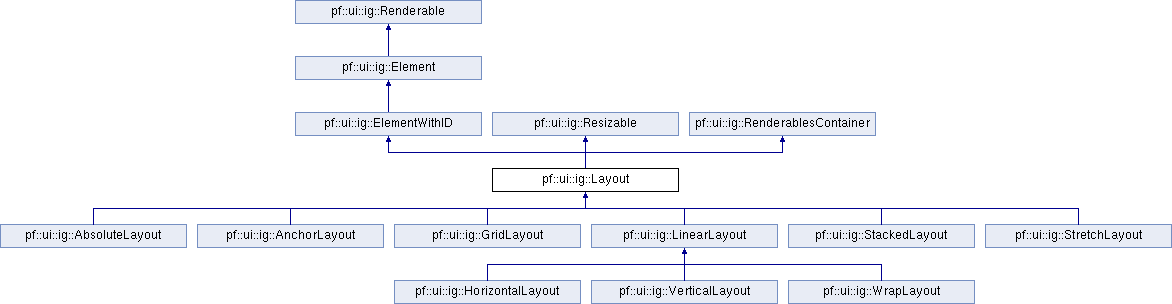 pf::ui::ig::Renderable
pf::ui::ig::Element
pf::ui::ig::ElementWithID
pf::ui::ig::Resizable
pf::ui::ig::RenderablesContainer
pf::ui::ig::Layout
pf::ui::ig::AbsoluteLayout
pf::ui::ig::AnchorLayout
pf::ui::ig::GridLayout
pf::ui::ig::LinearLayout
pf::ui::ig::StackedLayout
pf::ui::ig::StretchLayout
pf::ui::ig::HorizontalLayout
pf::ui::ig::VerticalLayout
pf::ui::ig::WrapLayout